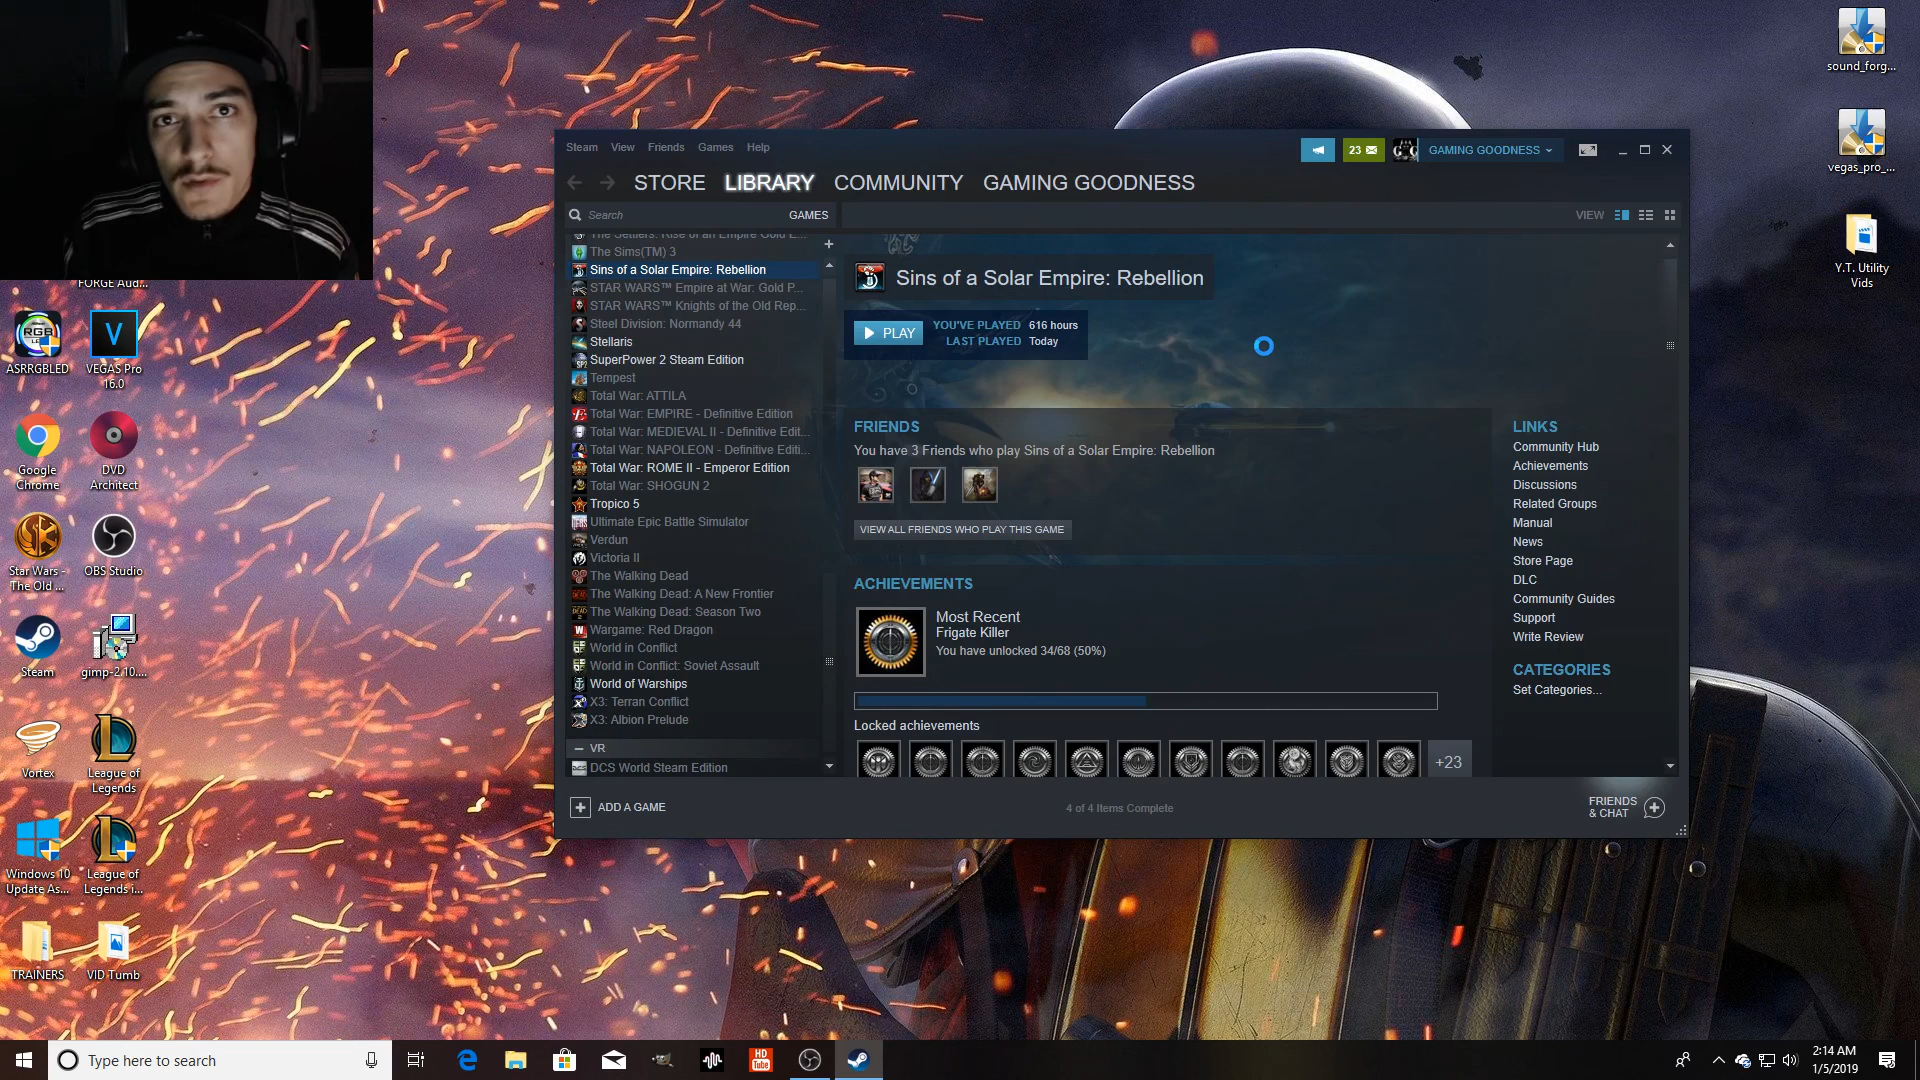 sound_forg...
vegas_pro_...
Y.T. Utility
Vids
FORGE Aud...
ASRRGBLED
VEGAS Pro
16.0
Google
Chrome
DVD
Architect
Star Wars -
The Old ...
OBS Studio
Steam
gimp-2.10....
Vortex
League of
Legends
Windows 10
Update As...
League of
Legends i...
TRAINERS
VID Tumb
Steam View Friends Games Help
23
GAMING GOODNESS
STORE LIBRARY COMMUNITY GAMING GOODNESS
Search
GAMES
VIEW
The Settlers: Rise of an Empire Gold E...
The Sims(TM) 3
Sins of a Solar Empire: Rebellion
STAR WARS™ Empire at War: Gold P...
STAR WARS™ Knights of the Old Rep...
Steel Division: Normandy 44
Stellaris
SuperPower 2 Steam Edition
Tempest
Total War: ATTILA
Total War: EMPIRE - Definitive Edition
Total War: MEDIEVAL II - Definitive Edit...
Total War: NAPOLEON - Definitive Editi...
Total War: ROME II - Emperor Edition
Total War: SHOGUN 2
Tropico 5
Ultimate Epic Battle Simulator
Verdun
Victoria II
The Walking Dead
The Walking Dead: A New Frontier
The Walking Dead: Season Two
Wargame: Red Dragon
World in Conflict
World in Conflict: Soviet Assault
World of Warships
X3: Terran Conflict
X3: Albion Prelude
VR
DCS World Steam Edition
Sins of a Solar Empire: Rebellion
PLAY
YOU'VE PLAYED 616 hours
LAST PLAYED Today
FRIENDS
You have 3 Friends who play Sins of a Solar Empire: Rebellion
VIEW ALL FRIENDS WHO PLAY THIS GAME
ACHIEVEMENTS
Most Recent
Frigate Killer
You have unlocked 34/68 (50%)
Locked achievements
+23
LINKS
Community Hub
Achievements
Discussions
Related Groups
Manual
News
Store Page
DLC
Community Guides
Support
Write Review
CATEGORIES
Set Categories...
ADD A GAME
4 of 4 Items Complete
FRIENDS
& CHAT
Type here to search
HD
Tube
2:14 AM
1/5/2019